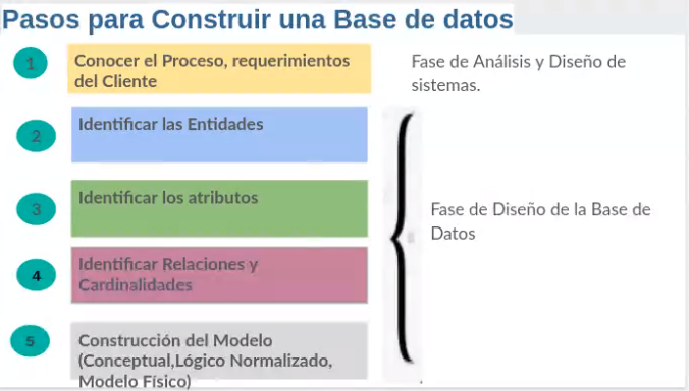 Pasos para Construir una Base de datos
1
Conocer el Proceso, requerimientos
del Cliente
Fase de Análisis y Diseño de
sistemas.
2
Identificar las Entidades
3
Identificar los atributos
Fase de Diseño de la Base de
Datos
4
Identificar Relaciones y
Cardinalidades
5
Construcción del Modelo
(Conceptual,Lógico Normalizado,
Modelo Físico)